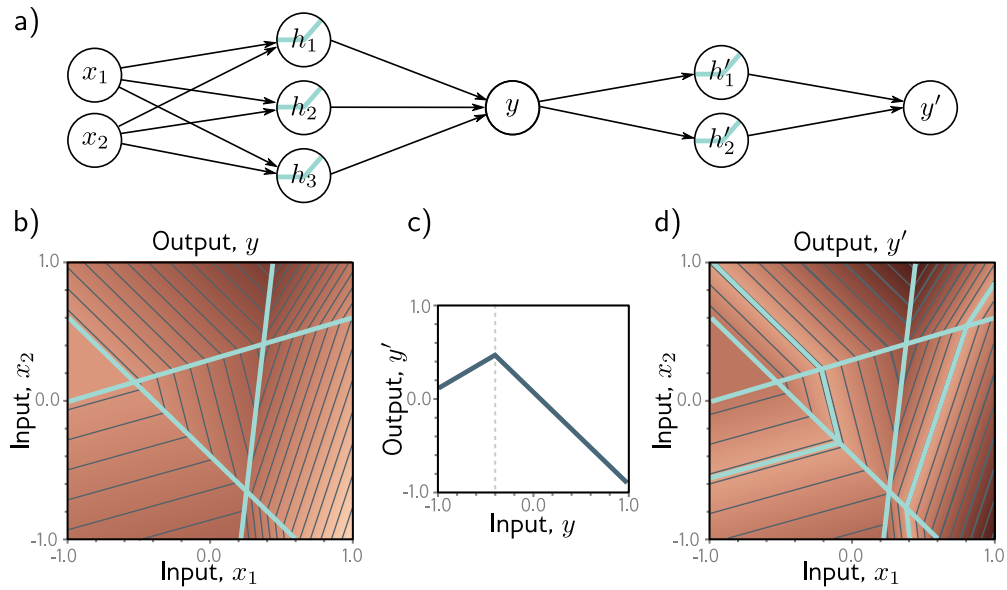 a)
x₁
x₂
h₁
h₂
h₃
y
h′₁
h′₂
y′
b)
Output, y
1.0
0.0
-1.0
Input, x₂
-1.0
0.0
1.0
Input, x₁
c)
1.0
0.0
-1.0
Output, y′
-1.0
0.0
1.0
Input, y
d)
Output, y′
1.0
0.0
-1.0
Input, x₂
-1.0
0.0
1.0
Input, x₁